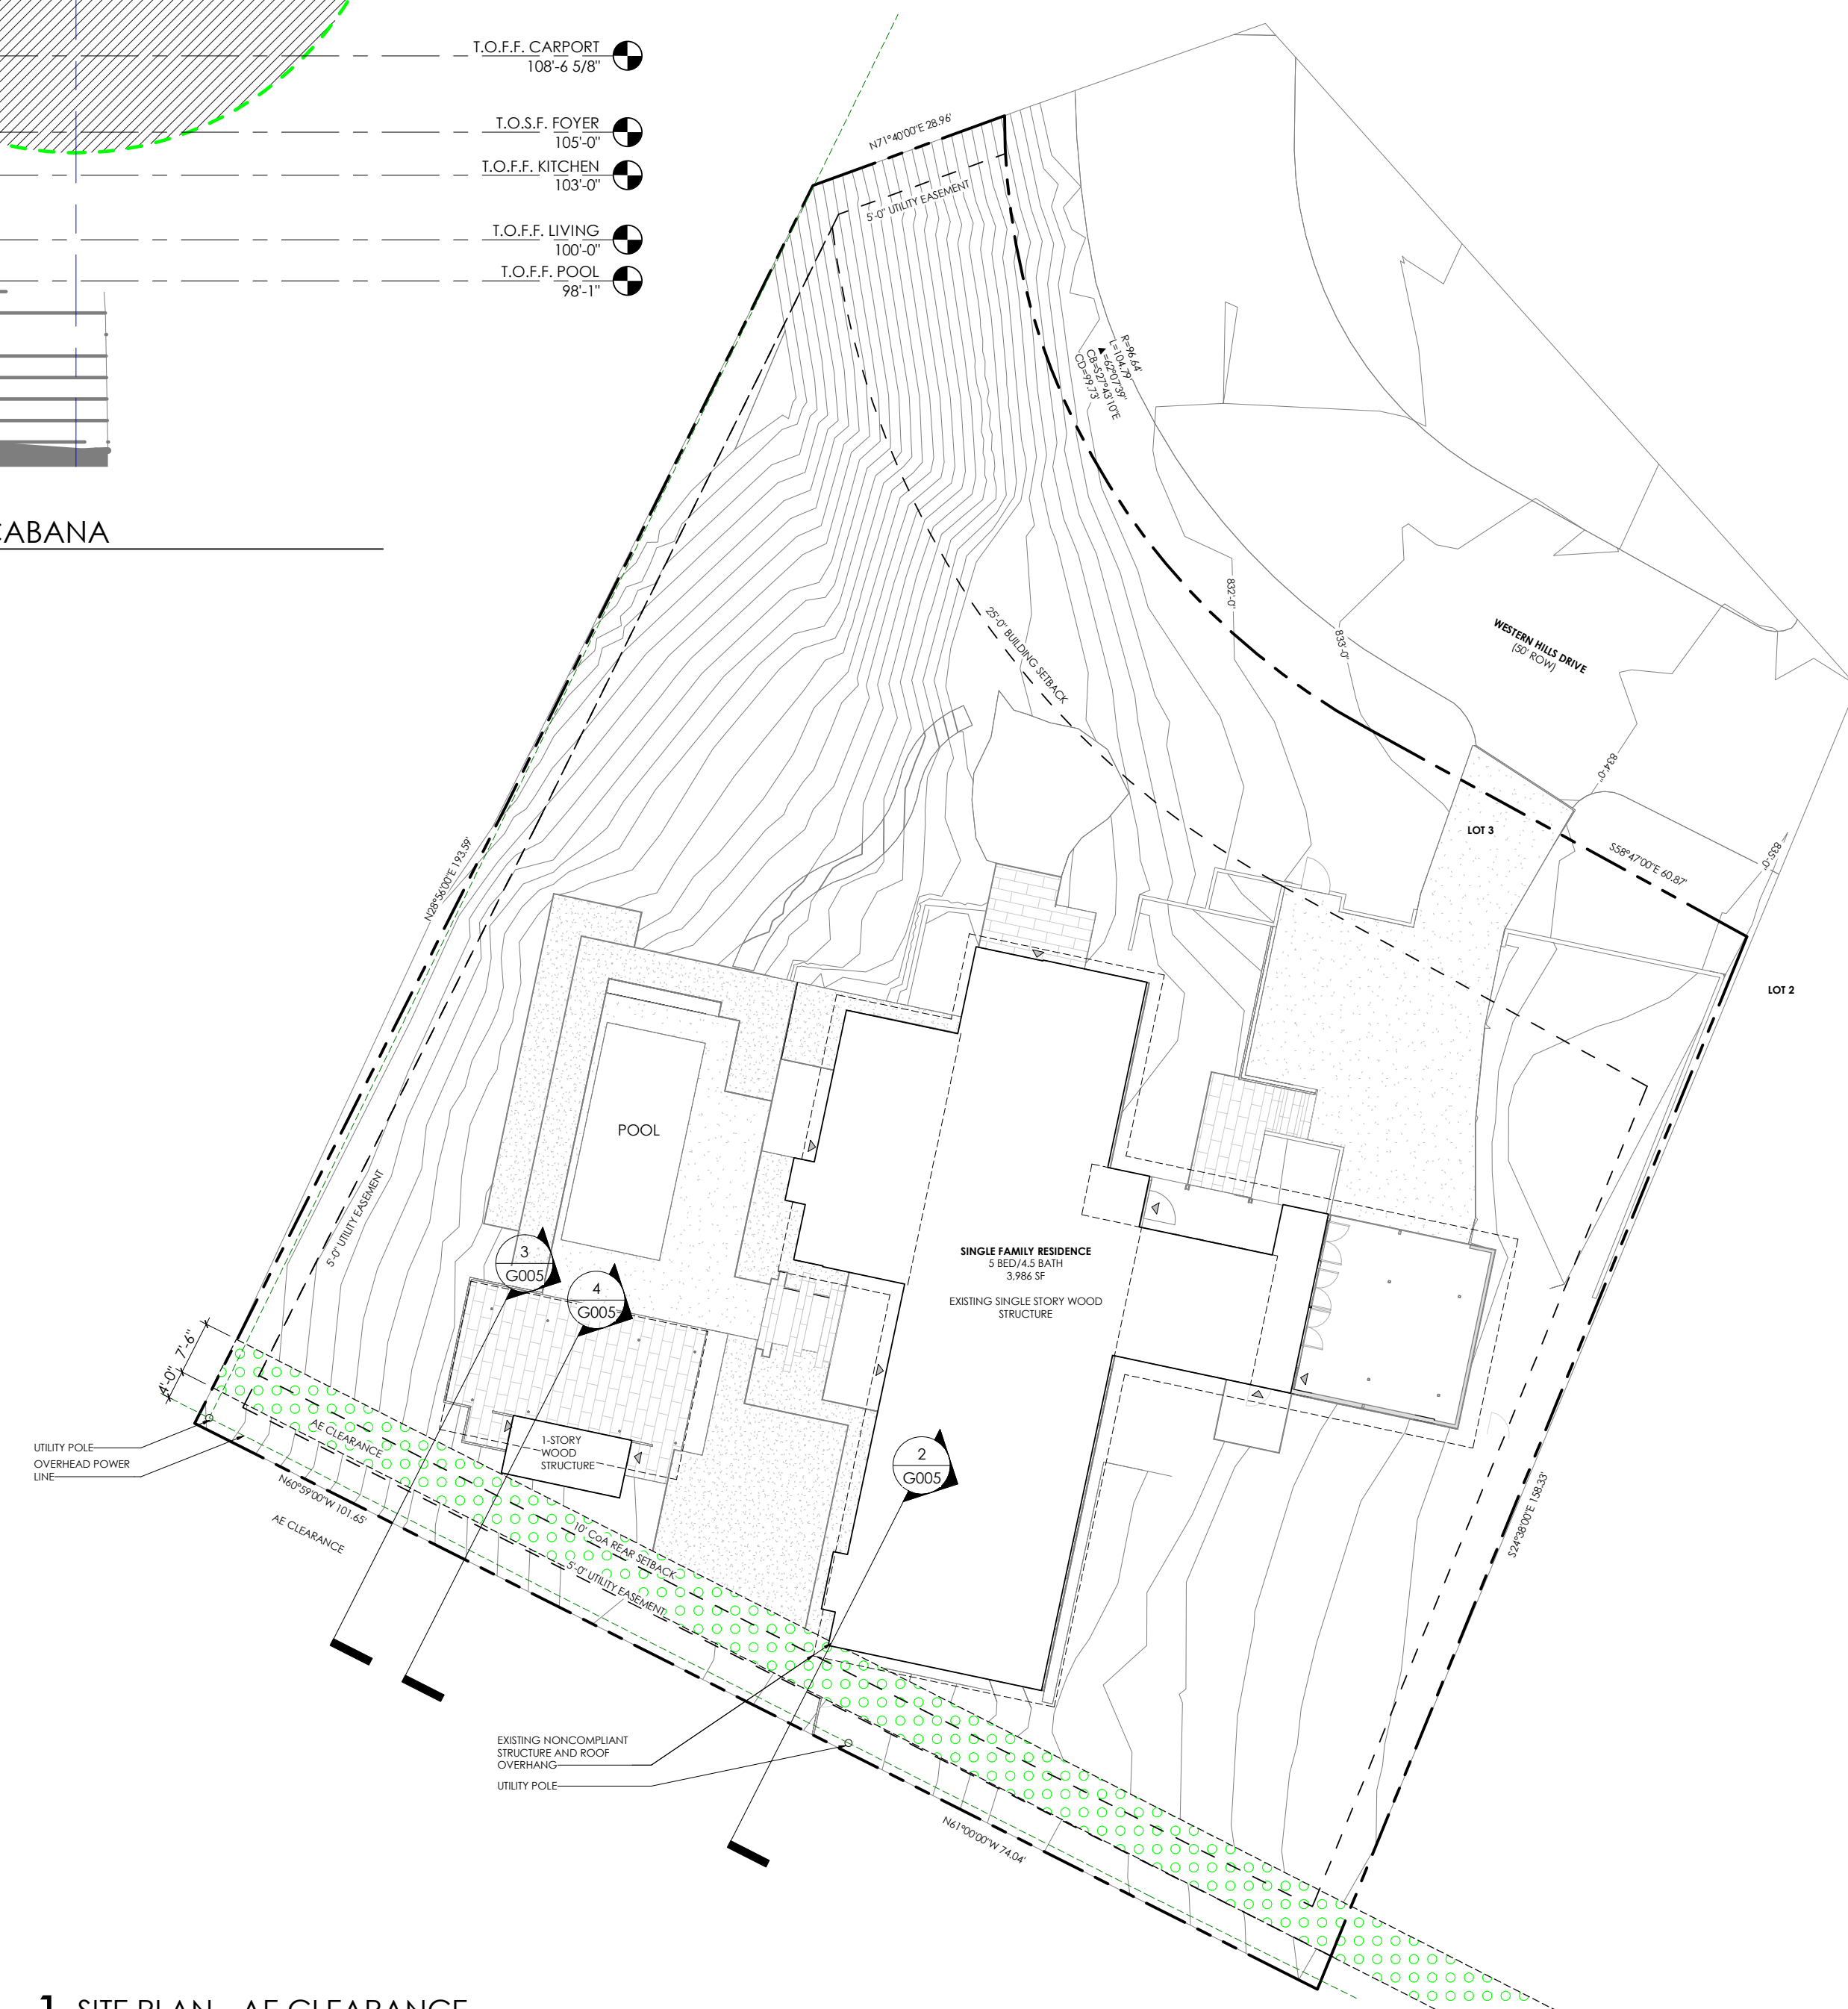 T.O.F.F. CARPORT
108'-6 5/8"
T.O.S.F. FOYER
105'-0"
T.O.F.F. KITCHEN
103'-0"
T.O.F.F. LIVING
100'-0"
T.O.F.F. POOL
98'-1"
CABANA
N71°40'00"E 28.96'
5'-0" UTILITY EASEMENT
R=96.64'
L=104.79'
=62°07'39"
CB=S27°43'10"E
CD=99.73'
25'-0" BUILDING SETBACK
832'-0"
833'-0"
WESTERN HILLS DRIVE
(50' ROW)
834'-0"
835'-0"
LOT 3
S58°47'00"E 60.87'
LOT 2
N28°56'00"E 193.59'
POOL
5'-0" UTILITY EASEMENT
3
G005
4
G005
SINGLE FAMILY RESIDENCE
5 BED/4.5 BATH
3,986 SF
EXISTING SINGLE STORY WOOD
STRUCTURE
7'-6"
4'-0"
AE CLEARANCE
UTILITY POLE
OVERHEAD POWER
LINE
1-STORY
WOOD
STRUCTURE
2
G005
N60°59'00"W 101.65'
AE CLEARANCE
10' CoA REAR SETBACK
5'-0" UTILITY EASEMENT
S24°38'00"E 158.33'
EXISTING NONCOMPLIANT
STRUCTURE AND ROOF
OVERHANG
UTILITY POLE
N61°00'00"W 74.04'
1 SITE PLAN - AE CLEARANCE